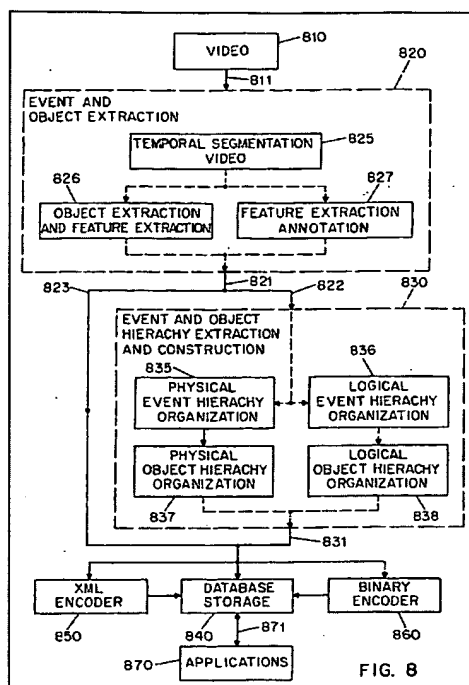 VIDEO
810
811
820
EVENT AND
OBJECT EXTRACTION
TEMPORAL SEGMENTATION
VIDEO
825
826
827
OBJECT EXTRACTION
AND FEATURE EXTRACTION
FEATURE EXTRACTION
ANNOTATION
821
823
822
830
EVENT AND OBJECT
HIERACHY EXTRACTION
AND CONSTRUCTION
835
836
PHYSICAL
EVENT HIERACHY
ORGANIZATION
LOGICAL
EVENT HIERACHY
ORGANIZATION
PHYSICAL
OBJECT HIERACHY
ORGANIZATION
LOGICAL
OBJECT HIERACHY
ORGANIZATION
837
838
831
XML
ENCODER
DATABASE
STORAGE
BINARY
ENCODER
850
840
871
860
870
APPLICATIONS
FIG. 8